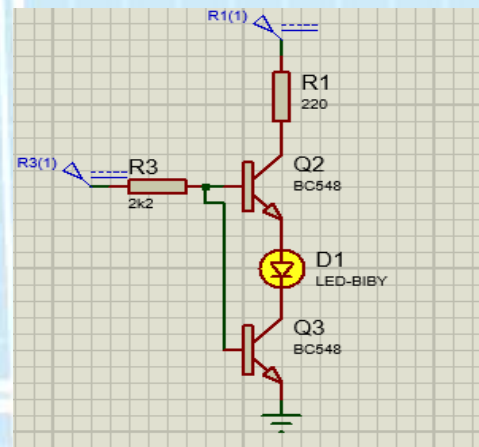 R1(1)
R1
220
R3(1)
R3
2k2
Q2
BC548
D1
LED-BIBY
Q3
BC548